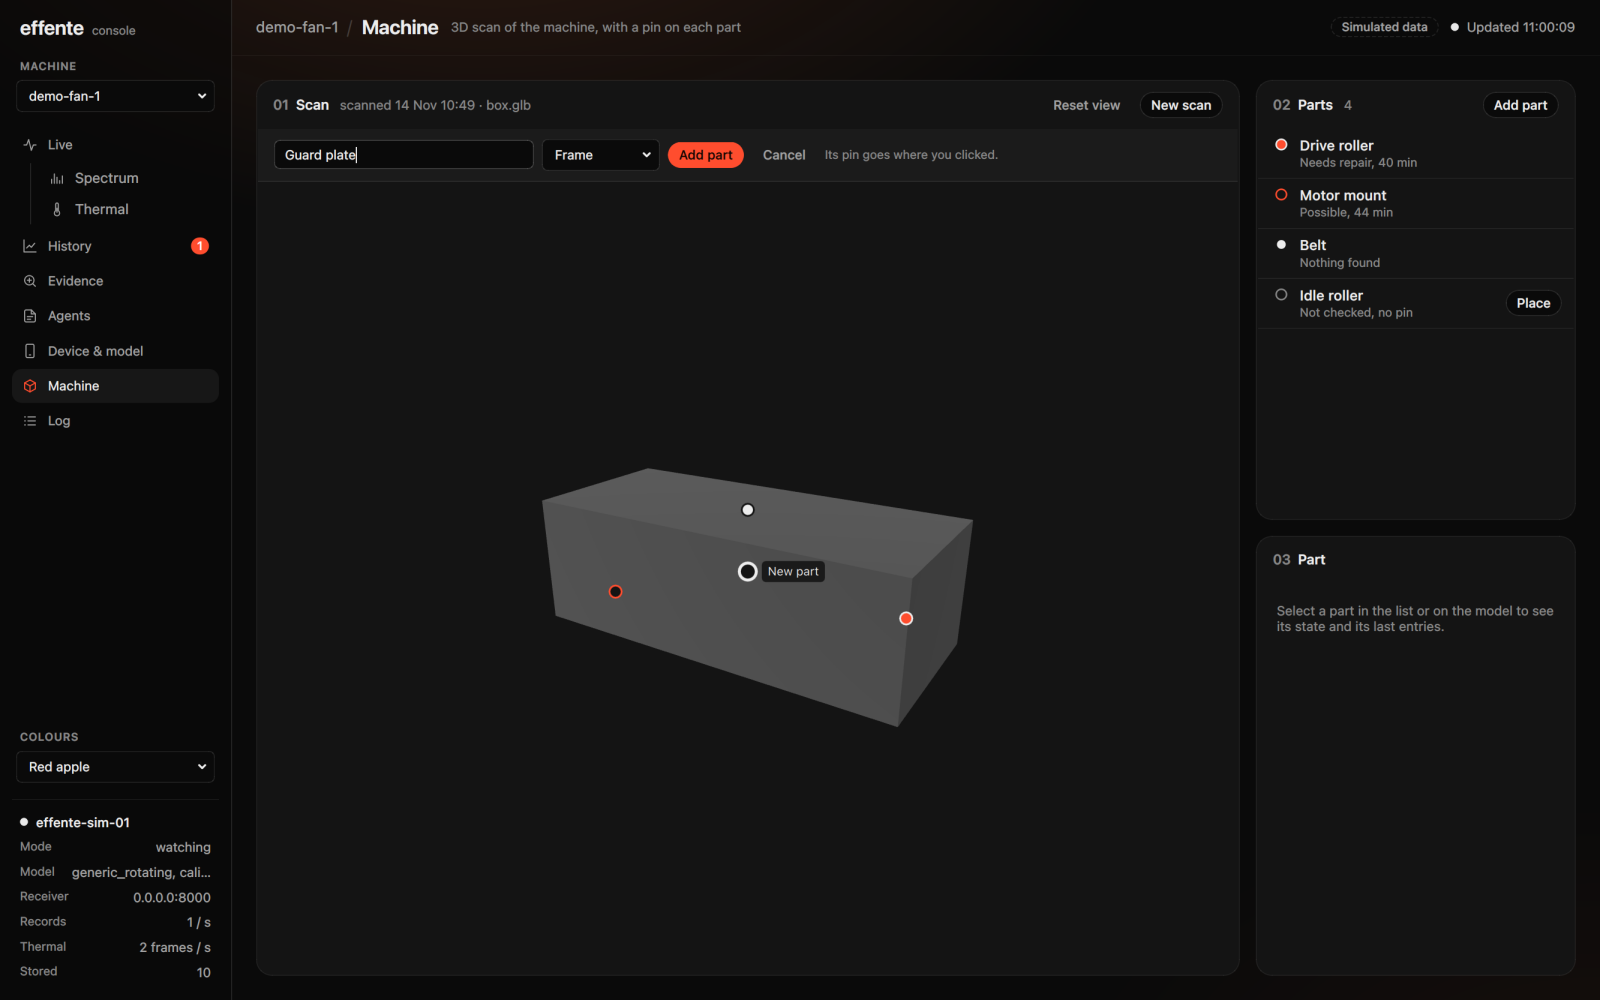 effente console
MACHINE
demo-fan-1
Live
Spectrum
Thermal
History 1
Evidence
Agents
Device & model
Machine
Log
COLOURS
Red apple
effente-sim-01
Mode watching
Model generic_rotating, cali...
Receiver 0.0.0.0:8000
Records 1 / s
Thermal 2 frames / s
Stored 10
demo-fan-1 / Machine 3D scan of the machine, with a pin on each part
Simulated data Updated 11:00:09
01 Scan scanned 14 Nov 10:49 · box.glb Reset view New scan
Guard plate Frame Add part Cancel Its pin goes where you clicked.
New part
02 Parts 4 Add part
Drive roller
Needs repair, 40 min
Motor mount
Possible, 44 min
Belt
Nothing found
Idle roller
Not checked, no pin
Place
03 Part
Select a part in the list or on the model to see
its state and its last entries.